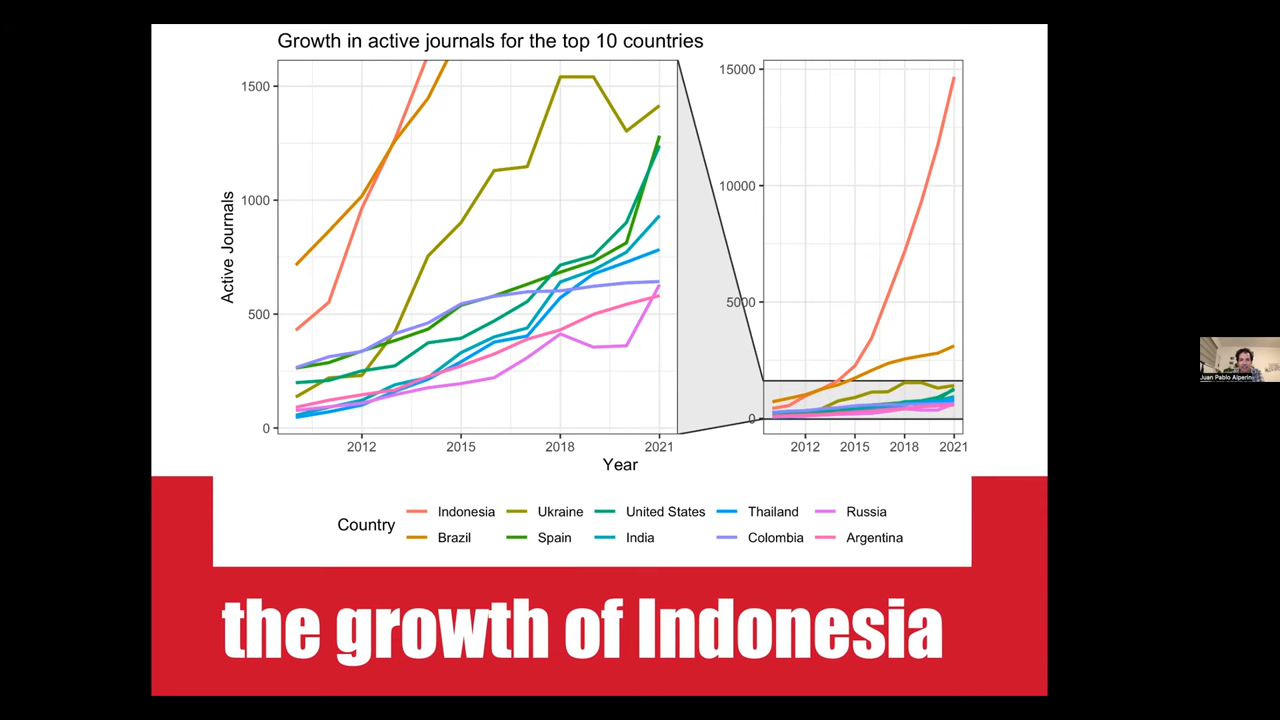 Growth in active journals for the top 10 countries
1500
1000
500
0
Active Journals
2012 2015 2018 2021
Year
15000
10000
5000
0
2012 2015 2018 2021
Country
Indonesia Ukraine United States Thailand Russia
Brazil Spain India Colombia Argentina
the growth of Indonesia
Juan Pablo Alperin